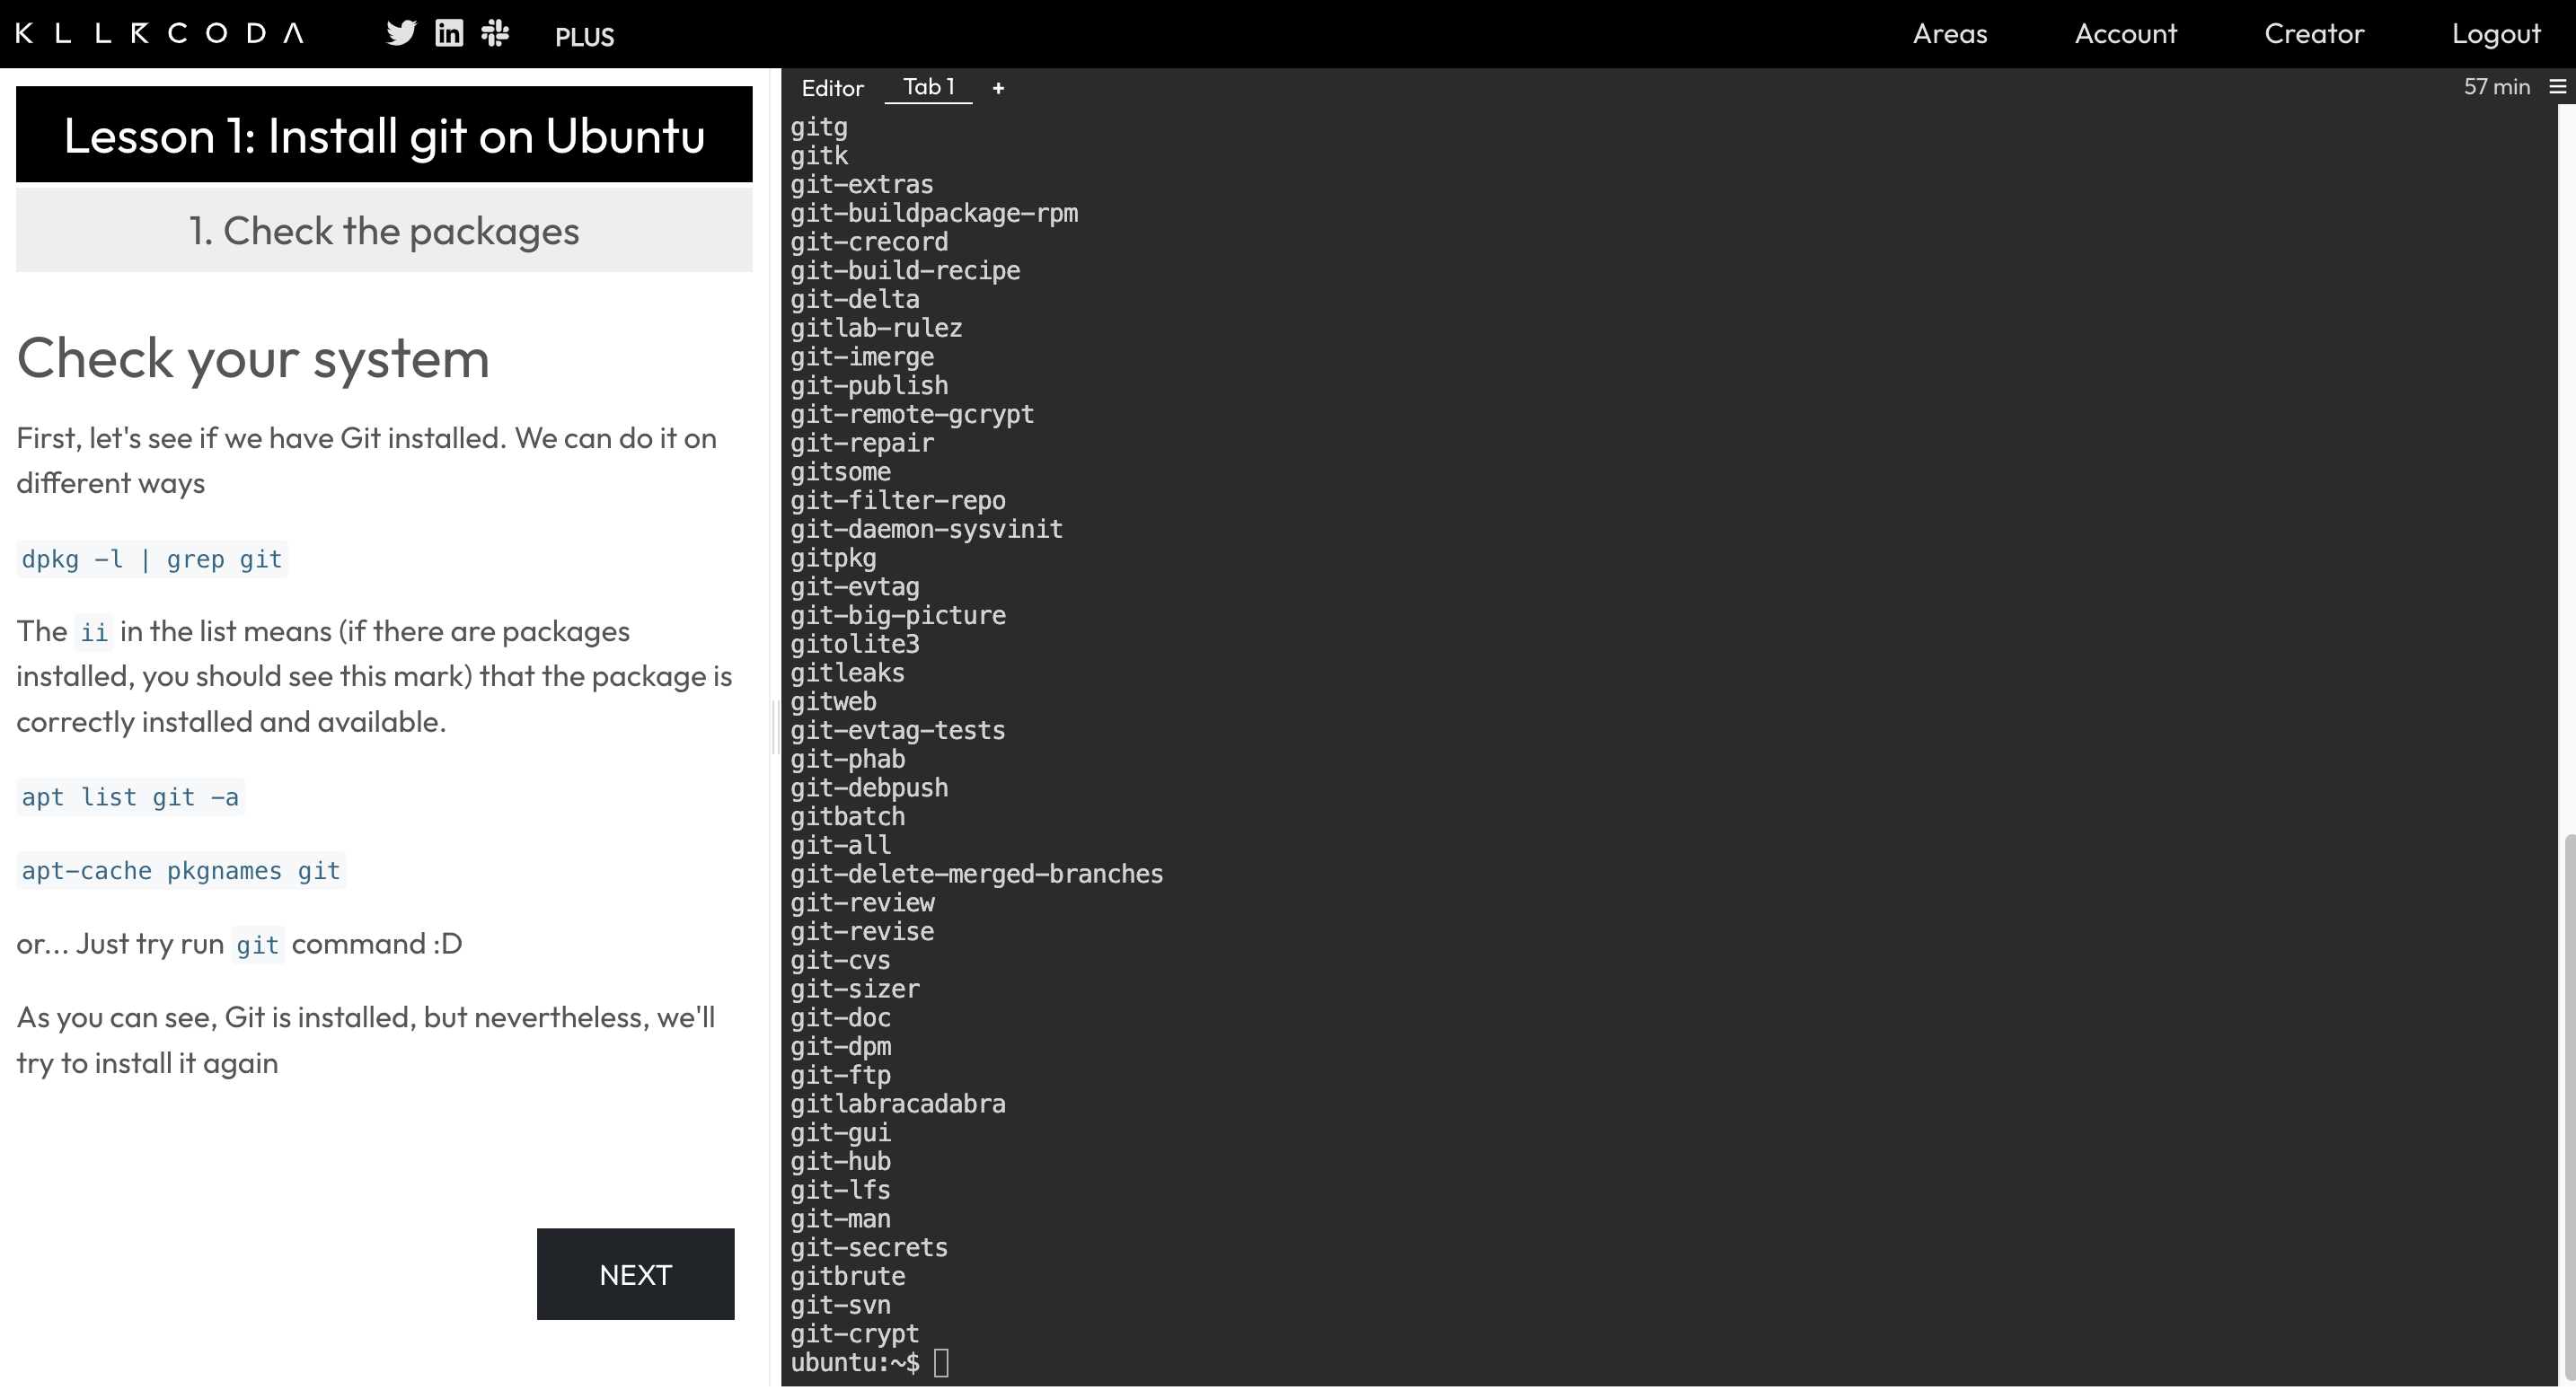 KILLERCODA PLUS Areas Account Creator Logout
Lesson 1: Install git on Ubuntu
1. Check the packages
Check your system
First, let's see if we have Git installed. We can do it on
different ways
dpkg -l | grep git
The ii in the list means (if there are packages
installed, you should see this mark) that the package is
correctly installed and available.
apt list git -a
apt-cache pkgnames git
or... Just try run git command :D
As you can see, Git is installed, but nevertheless, we'll
try to install it again
NEXT
Editor Tab 1 + 57 min
gitg
gitk
git-extras
git-buildpackage-rpm
git-crecord
git-build-recipe
git-delta
gitlab-rulez
git-imerge
git-publish
git-remote-gcrypt
git-repair
gitsome
git-filter-repo
git-daemon-sysvinit
gitpkg
git-evtag
git-big-picture
gitolite3
gitleaks
gitweb
git-evtag-tests
git-phab
git-debpush
gitbatch
git-all
git-delete-merged-branches
git-review
git-revise
git-cvs
git-sizer
git-doc
git-dpm
git-ftp
gitlabracadabra
git-gui
git-hub
git-lfs
git-man
git-secrets
gitbrute
git-svn
git-crypt
ubuntu:~$